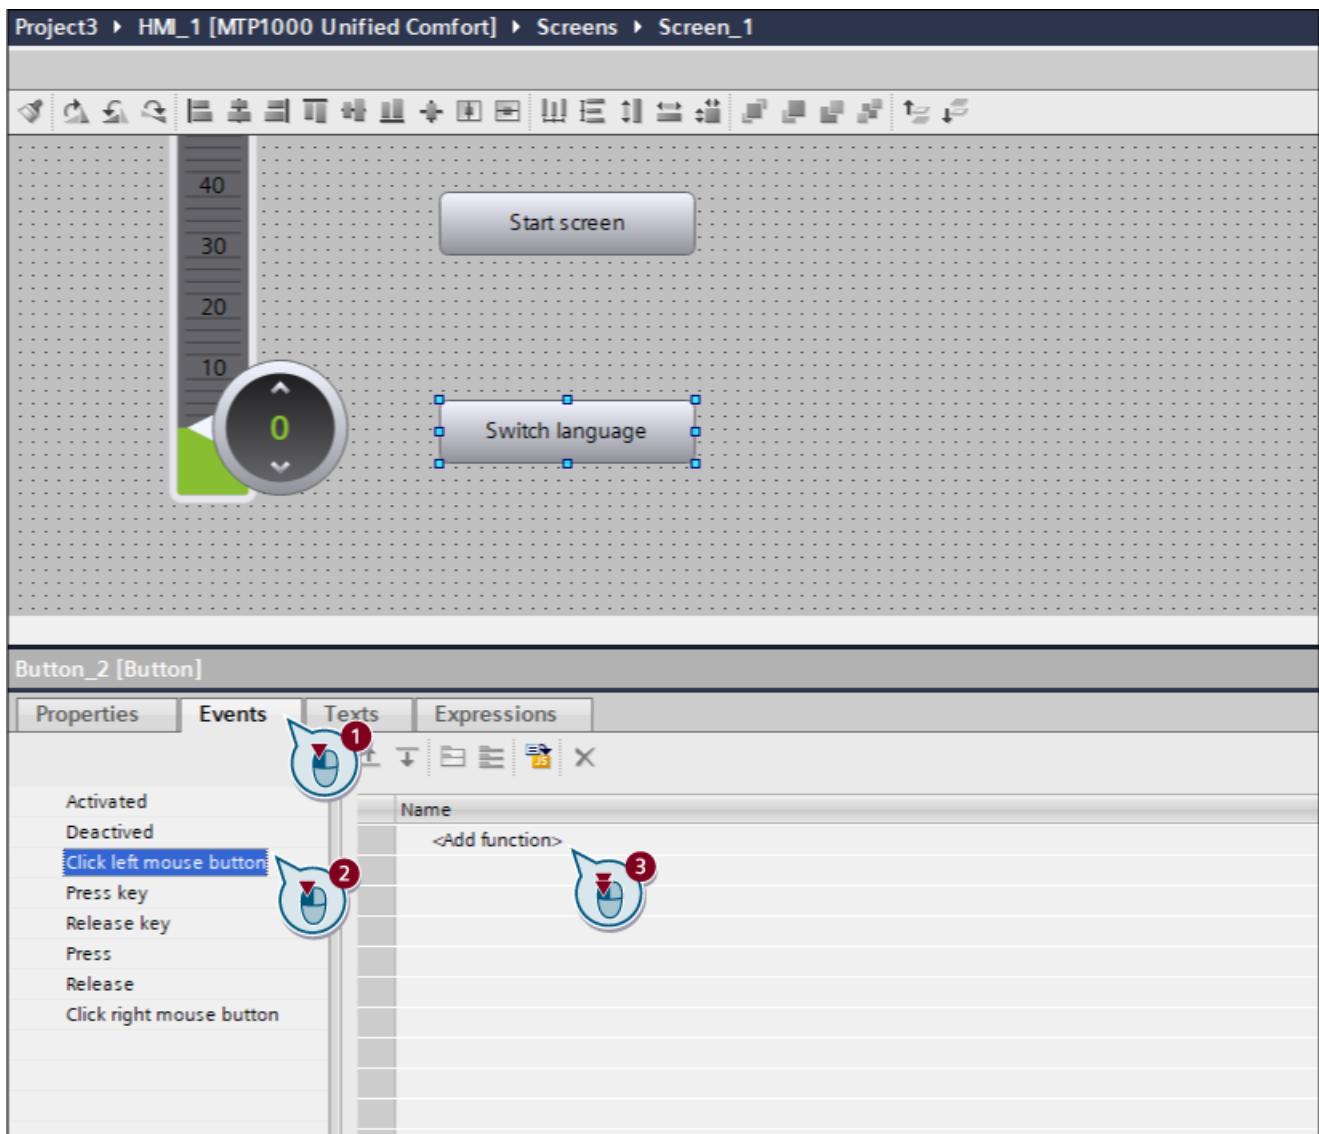 Project3 ▸ HMI_1 [MTP1000 Unified Comfort] ▸ Screens ▸ Screen_1
40
Start screen
30
20
10
0
Switch language
Button_2 [Button]
Properties Events Texts Expressions
1
JS
Activated
Name
Deactived
<Add function>
Click left mouse button
2
3
Press key
Release key
Press
Release
Click right mouse button